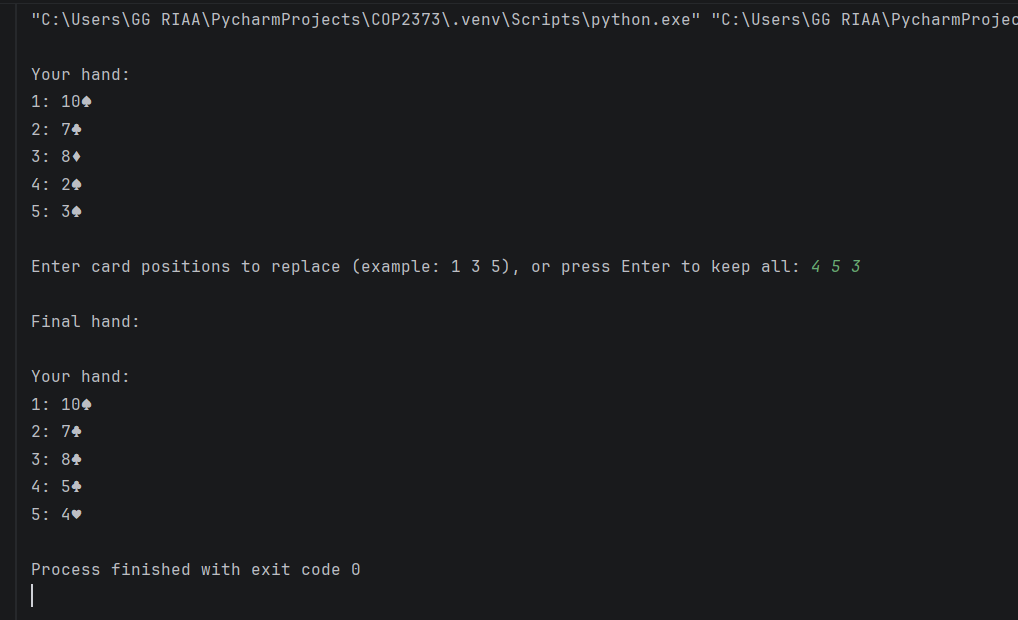 "C:\Users\GG RIAA\PycharmProjects\COP2373\.venv\Scripts\python.exe" "C:\Users\GG RIAA\PycharmProjec
Your hand:
1: 10♠
2: 7♣
3: 8♦
4: 2♠
5: 3♠
Enter card positions to replace (example: 1 3 5), or press Enter to keep all: 4 5 3
Final hand:
Your hand:
1: 10♠
2: 7♣
3: 8♣
4: 5♣
5: 4♥
Process finished with exit code 0